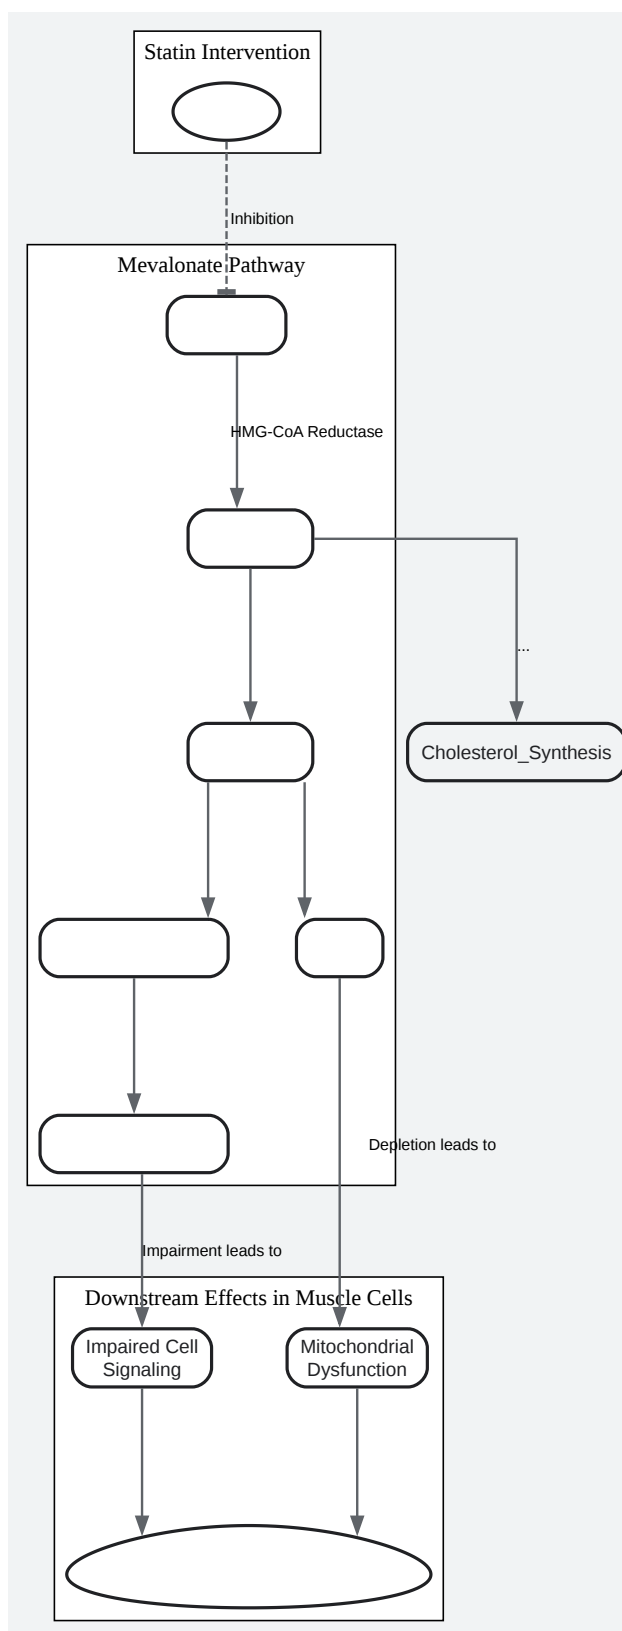 Statin Intervention
Inhibition
Mevalonate Pathway
HMG-CoA Reductase
...
Cholesterol_Synthesis
Depletion leads to
Impairment leads to
Downstream Effects in Muscle Cells
Impaired Cell
Signaling
Mitochondrial
Dysfunction